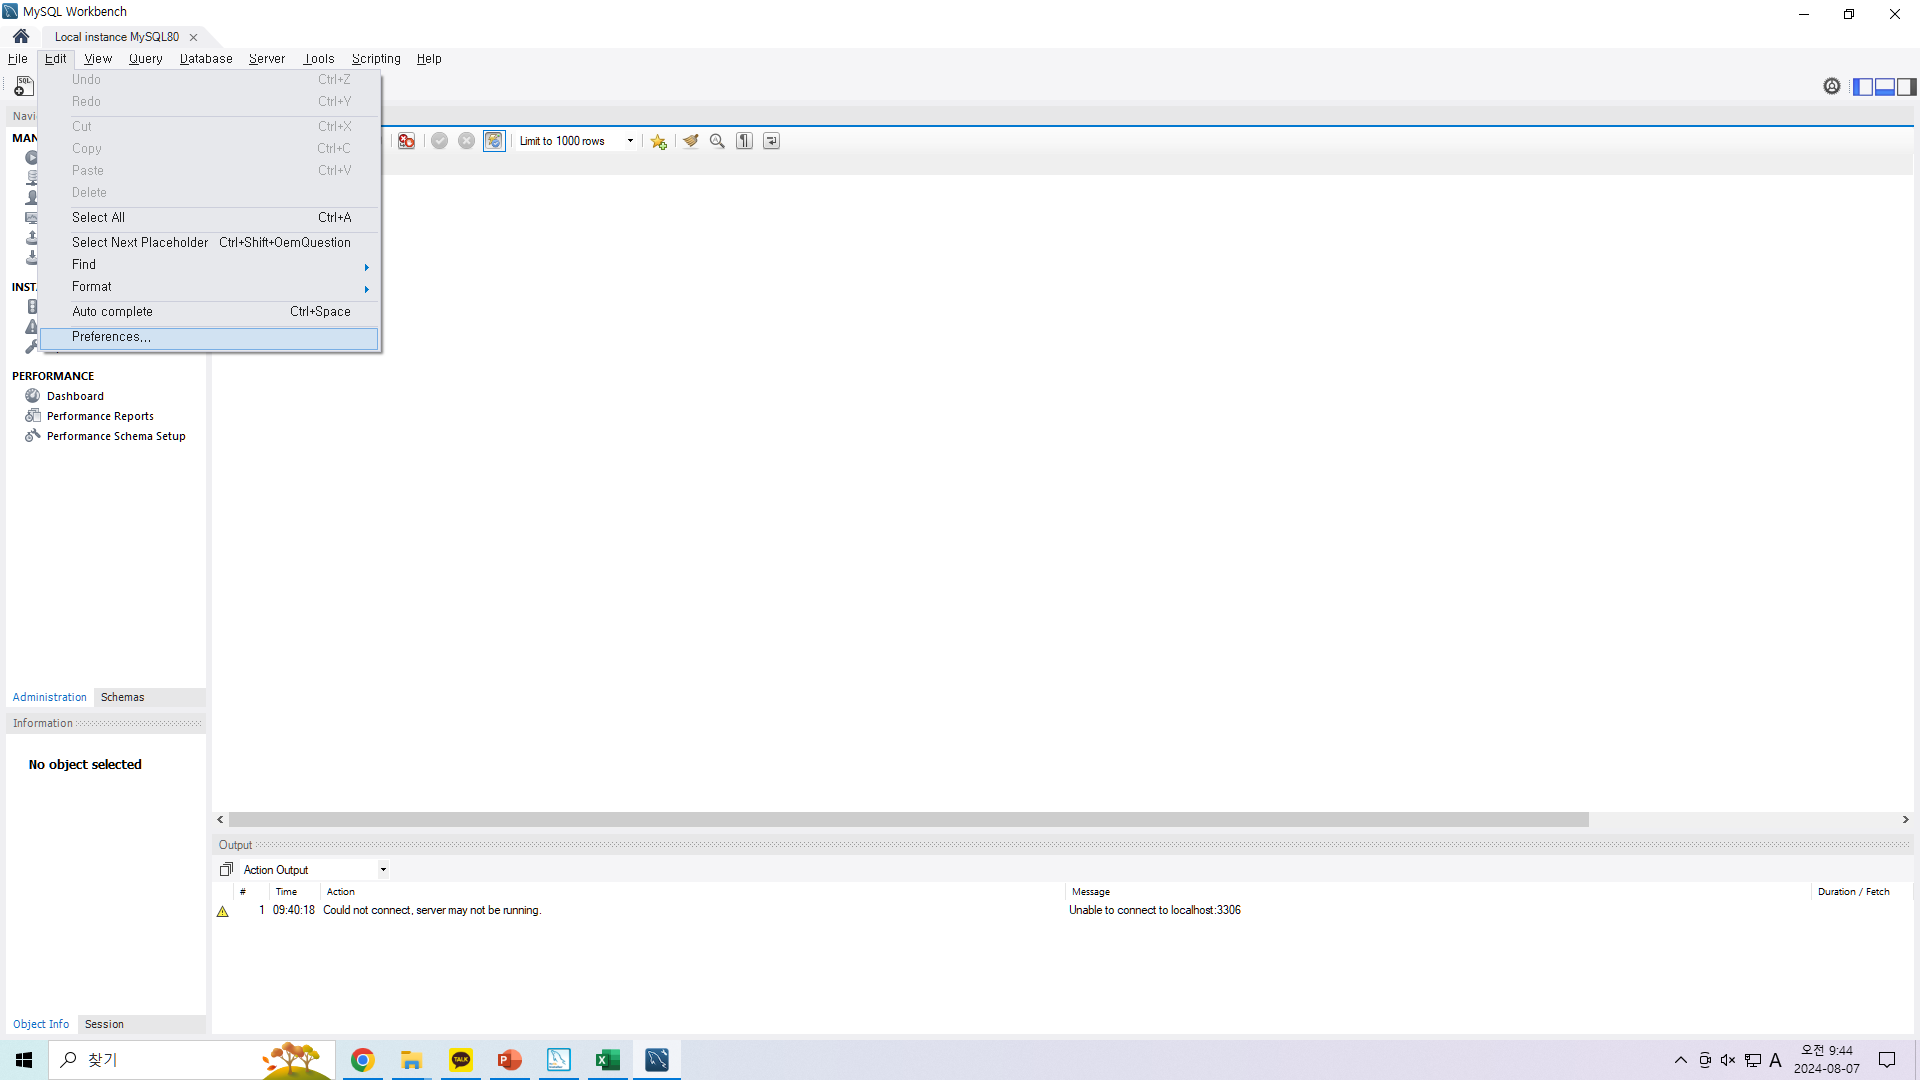 MySQL Workbench
Local instance MySQL80
File Edit View Query Database Server Tools Scripting Help
SQL
Undo Ctrl+Z
Redo Ctrl+Y
Navi
Cut Ctrl+X
MAN
Limit to 1000 rows
Copy Ctrl+C
Paste Ctrl+V
Delete
Select All Ctrl+A
Select Next Placeholder Ctrl+Shift+OemQuestion
Find
Format
INSTA
Auto complete Ctrl+Space
Preferences...
PERFORMANCE
Dashboard
Performance Reports
Performance Schema Setup
Administration Schemas
Information
No object selected
Output
Action Output
# Time Action Message Duration / Fetch
1 09:40:18 Could not connect, server may not be running. Unable to connect to localhost:3306
Object Info Session
찾기
TALK
A
오전 9:44
2024-08-07